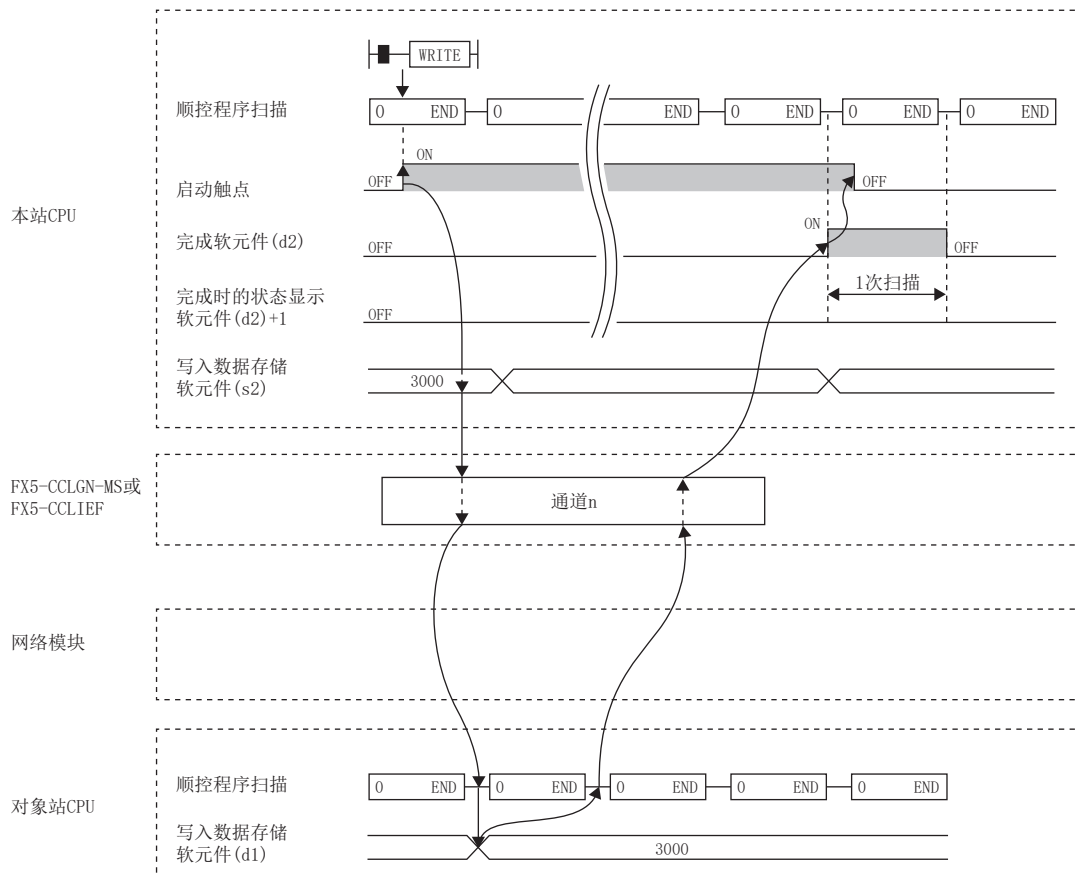 WRITE
顺控程序扫描
0 END 0 END 0 END 0 END 0 END
ON
启动触点
OFF
OFF
本站CPU
ON
完成软元件(d2)
OFF
OFF
1次扫描
完成时的状态显示
软元件(d2)+1
OFF
写入数据存储
软元件(s2)
3000
FX5-CCLGN-MS或
FX5-CCLIEF
通道n
网络模块
顺控程序扫描
0 END 0 END 0 END 0 END 0 END
对象站CPU
写入数据存储
软元件(d1)
3000